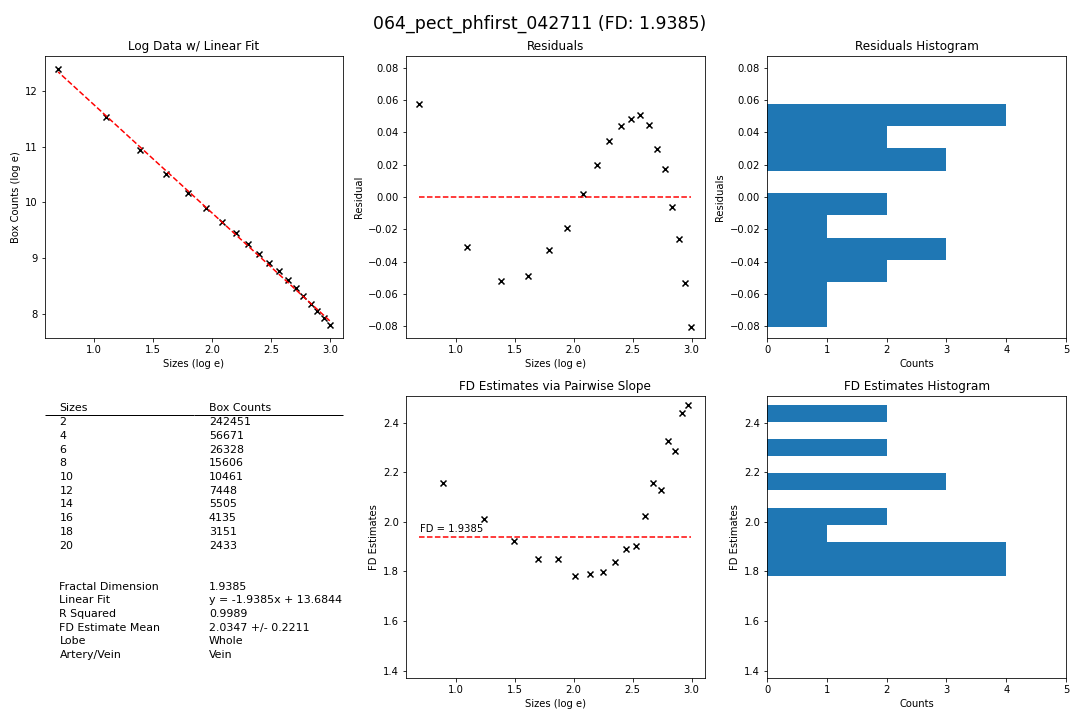 064_pect_phfirst_042711 (FD: 1.9385)
Log Data w/ Linear Fit
Box Counts (log e)
12
11
10
9
8
1.0 1.5 2.0 2.5 3.0
Sizes (log e)
Residuals
Residual
0.08
0.06
0.04
0.02
0.00
−0.02
−0.04
−0.06
−0.08
1.0 1.5 2.0 2.5 3.0
Sizes (log e)
Residuals Histogram
Residuals
0.08
0.06
0.04
0.02
0.00
−0.02
−0.04
−0.06
−0.08
0 1 2 3 4 5
Counts
Sizes Box Counts
2 242451
4 56671
6 26328
8 15606
10 10461
12 7448
14 5505
16 4135
18 3151
20 2433
Fractal Dimension 1.9385
Linear Fit y = -1.9385x + 13.6844
R Squared 0.9989
FD Estimate Mean 2.0347 +/- 0.2211
Lobe Whole
Artery/Vein Vein
FD Estimates via Pairwise Slope
FD Estimates
2.4
2.2
2.0
1.8
1.6
1.4
FD = 1.9385
1.0 1.5 2.0 2.5 3.0
Sizes (log e)
FD Estimates Histogram
FD Estimates
2.4
2.2
2.0
1.8
1.6
1.4
0 1 2 3 4 5
Counts